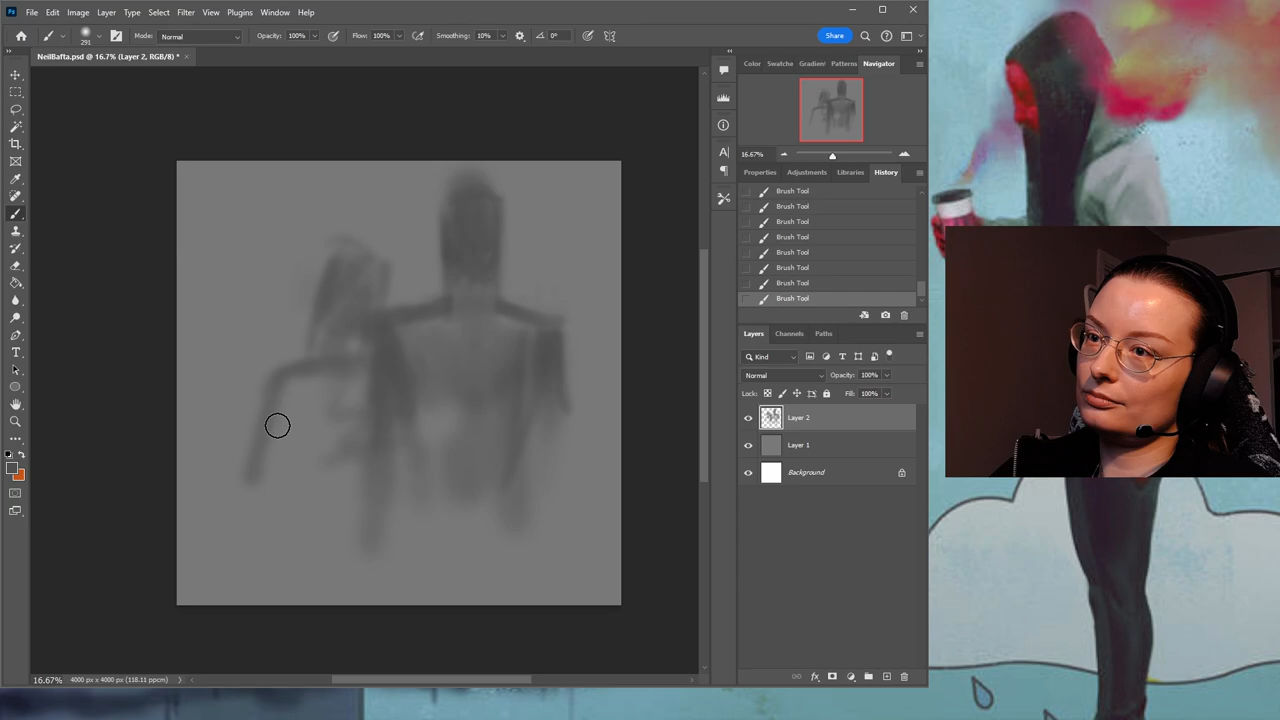 File Edit Image Layer Type Select Filter View Plugins Window Help
291 Mode: Normal Opacity: 100% Flow: 100% Smoothing: 10% 0° Share
NeilBafta.psd @ 16.7% (Layer 2, RGB/8) *
Color Swatche Gradient Patterns Navigator
16.67%
Properties Adjustments Libraries History
Brush Tool
Brush Tool
Brush Tool
Brush Tool
Brush Tool
Brush Tool
Brush Tool
Brush Tool
Layers Channels Paths
Kind
Normal Opacity: 100%
Lock: Fill: 100%
Layer 2
Layer 1
Background
16.67% 4000 px x 4000 px (118.11 ppcm)